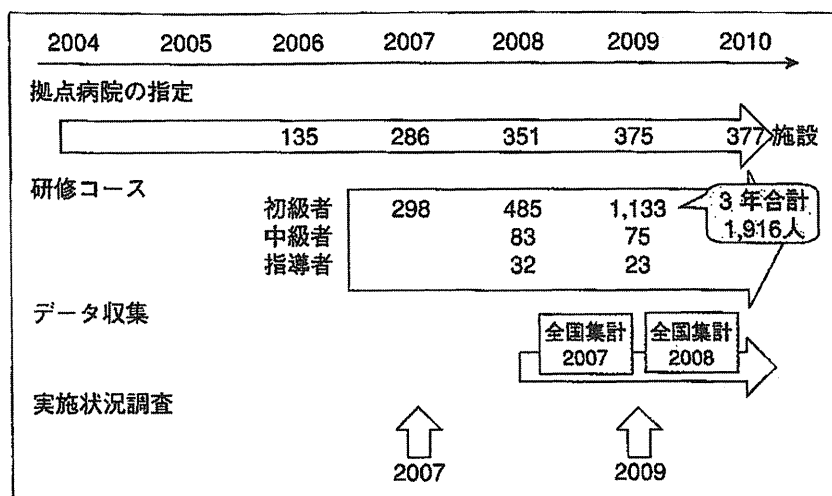 2004 2005 2006 2007 2008 2009 2010
拠点病院の指定
135 286 351 375 377施設
研修コース
初級者 298 485 1,133
中級者 83 75
指導者 32 23
3年合計
1,916人
データ収集
全国集計
2007
全国集計
2008
実施状況調査
2007 2009